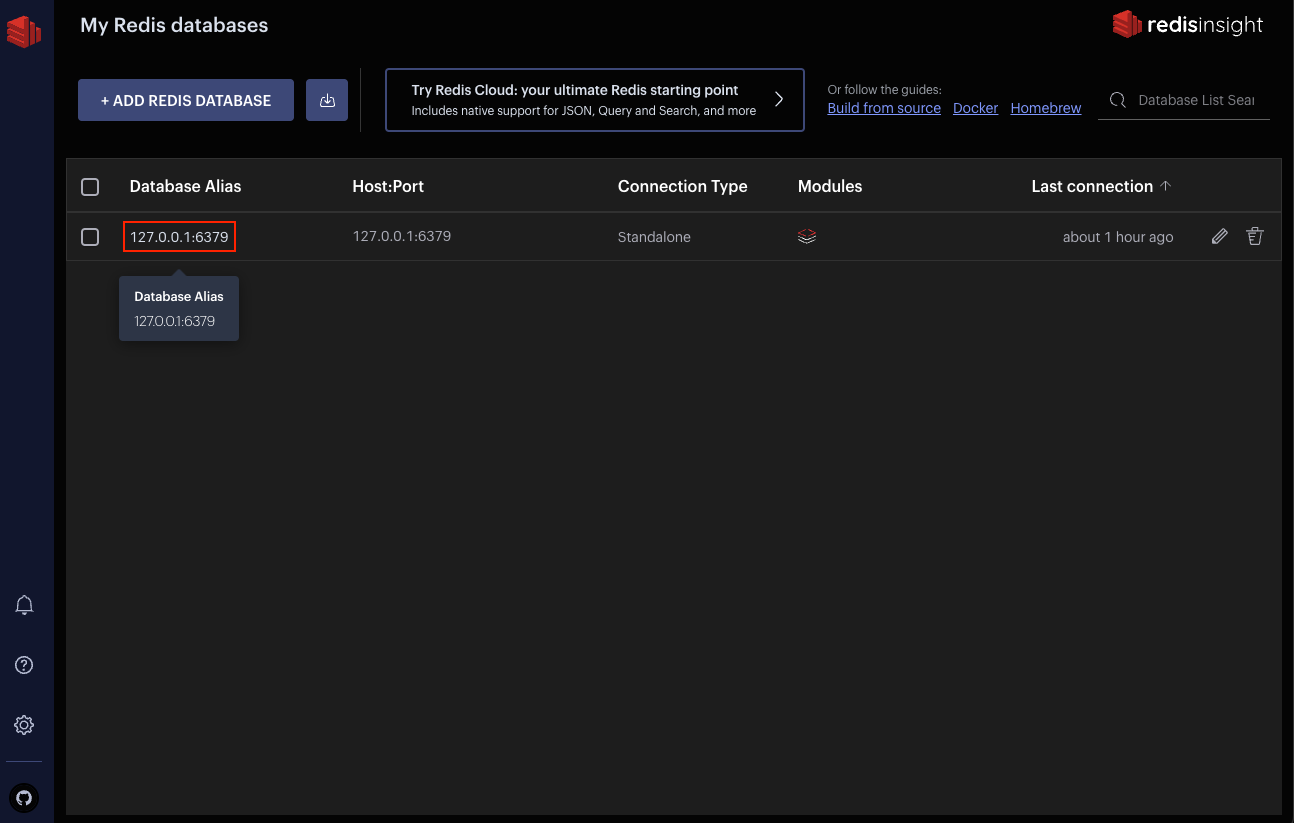 My Redis databases
redisinsight
+ ADD REDIS DATABASE
Try Redis Cloud: your ultimate Redis starting point
Includes native support for JSON, Query and Search, and more
Or follow the guides:
Build from source Docker Homebrew
Database List Sear
Database Alias Host:Port Connection Type Modules Last connection
127.0.0.1:6379 127.0.0.1:6379 Standalone about 1 hour ago
Database Alias
127.0.0.1:6379